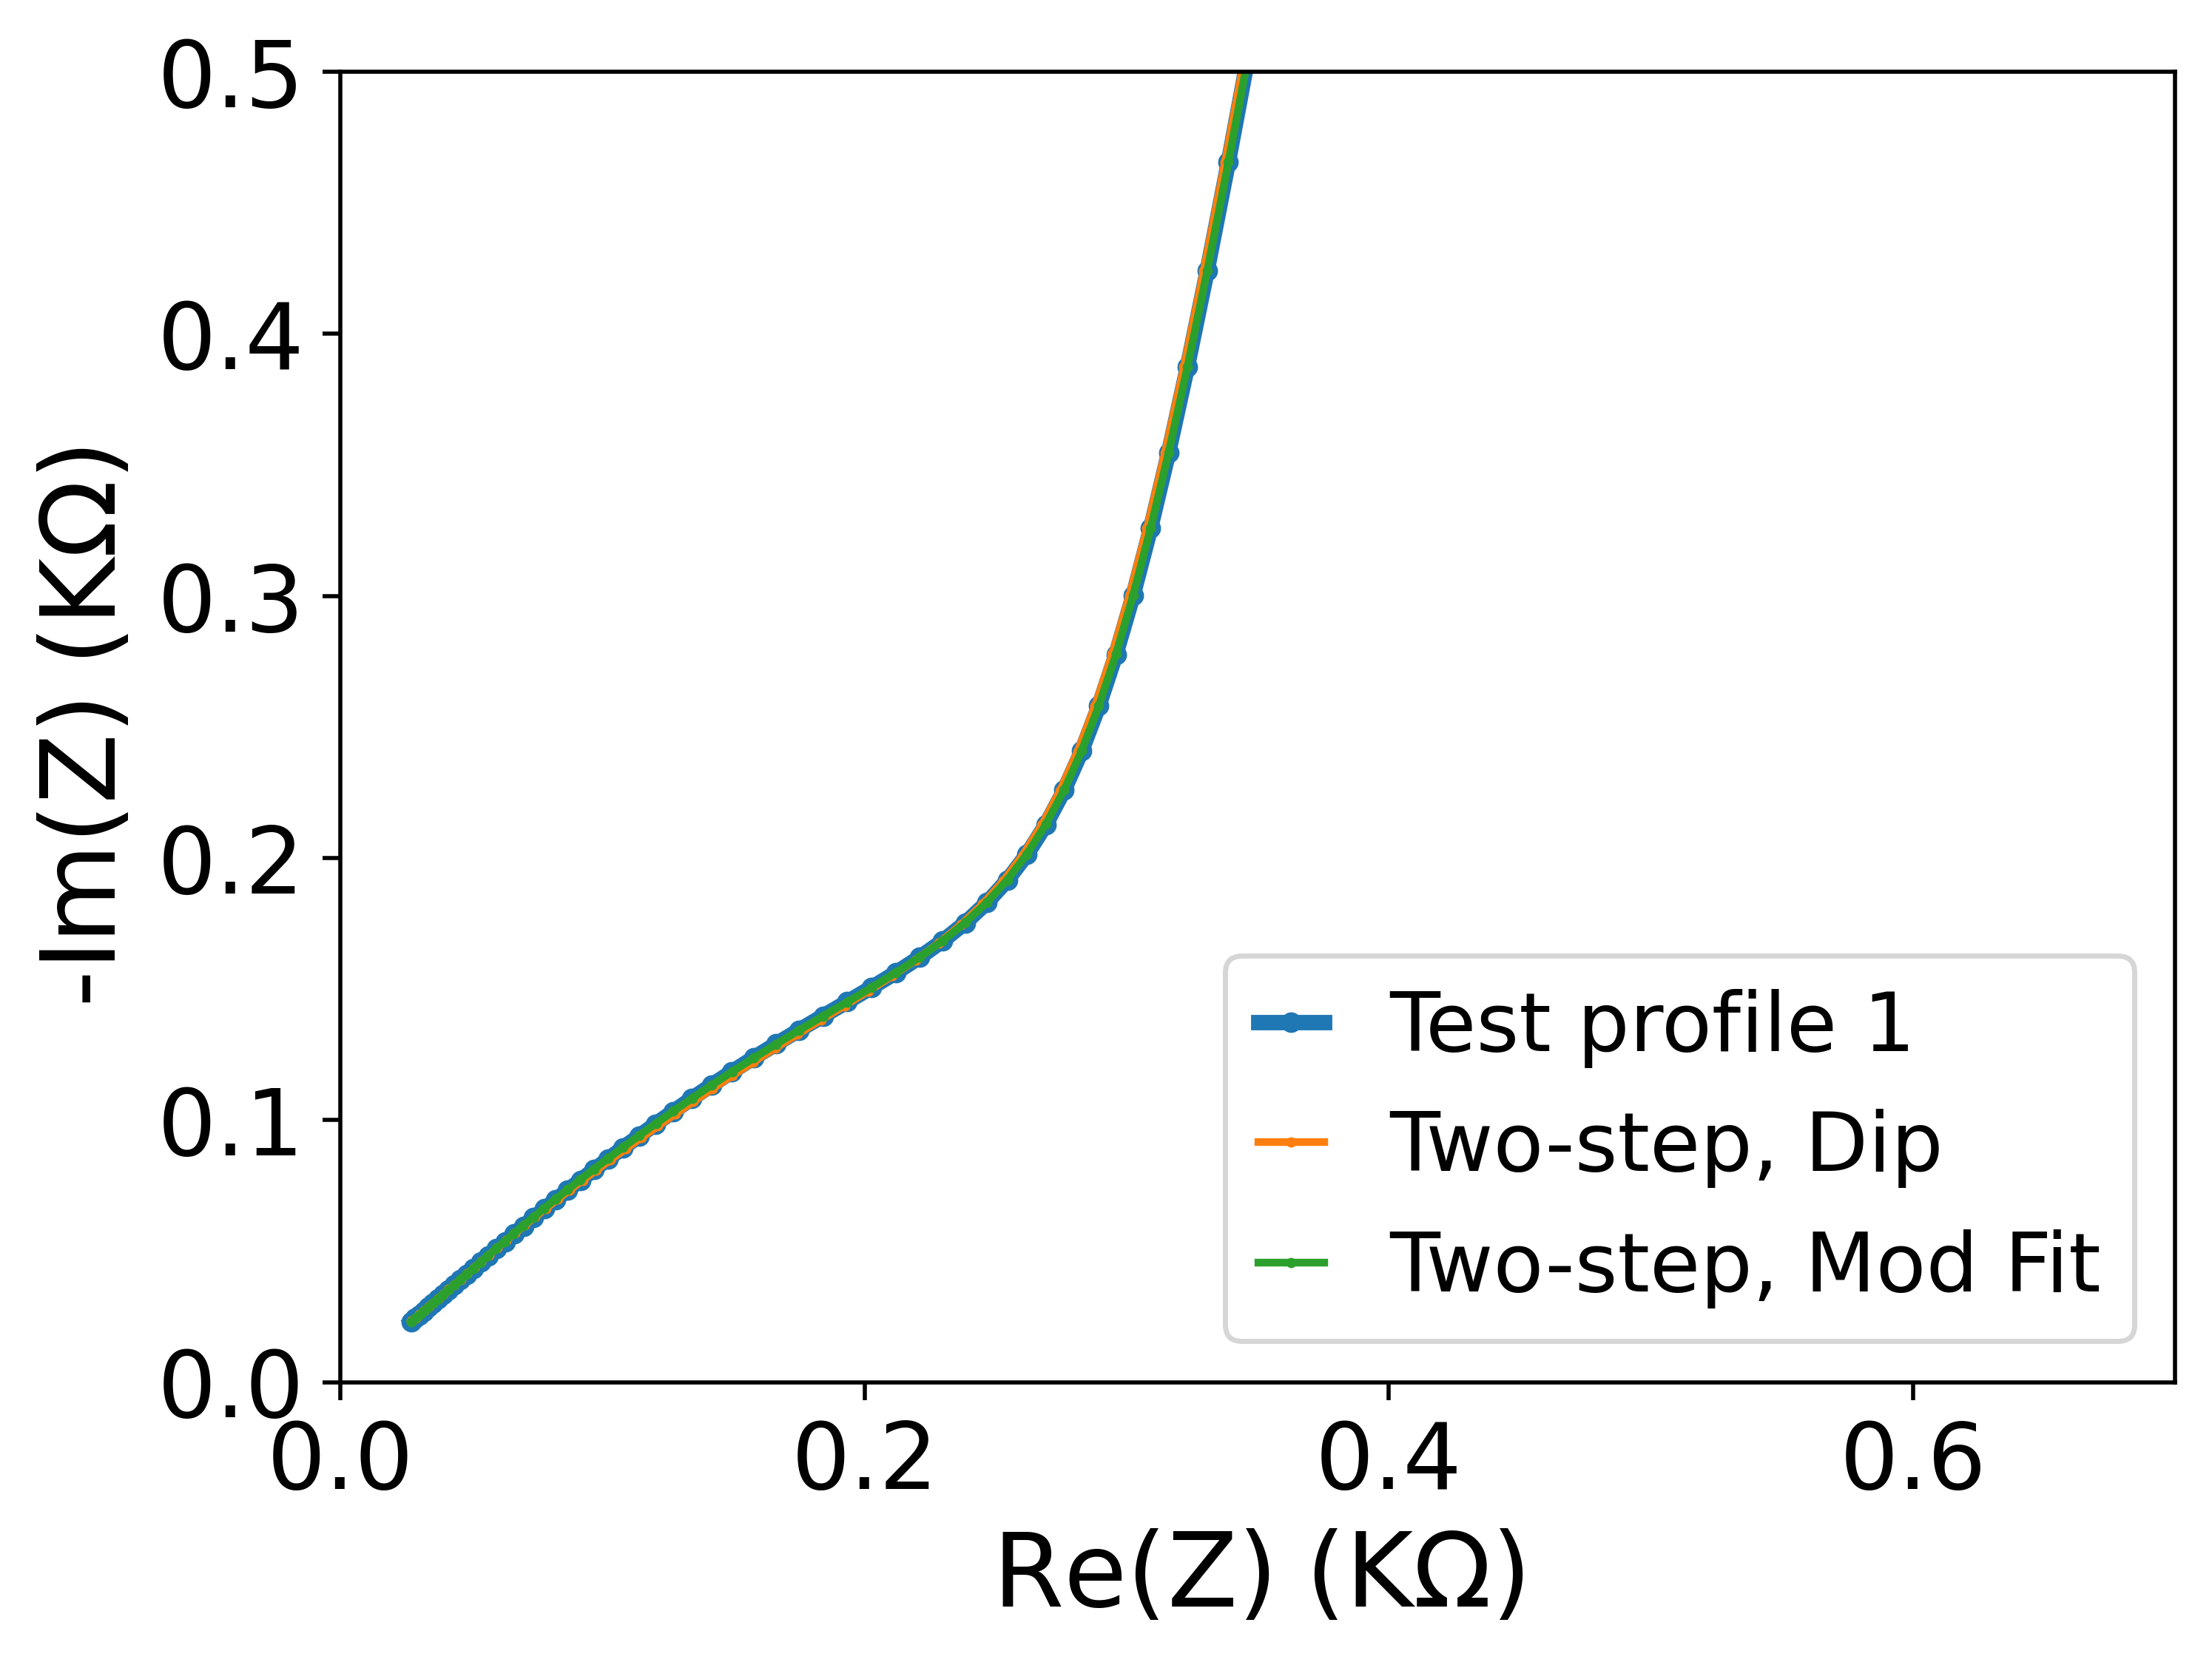 0.5
0.4
0.3
0.2
0.1
0.0
-Im(Z) (KΩ)
Test profile 1
Two-step, Dip
Two-step, Mod Fit
0.0 0.2 0.4 0.6
Re(Z) (KΩ)